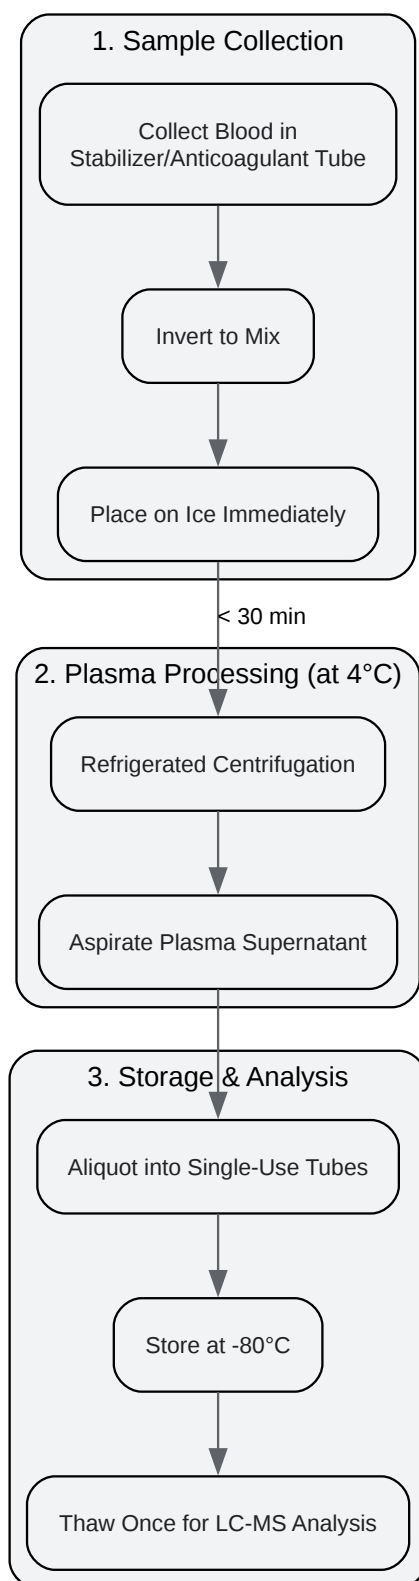 1. Sample Collection
Collect Blood in
Stabilizer/Anticoagulant Tube
Invert to Mix
Place on Ice Immediately
< 30 min
2. Plasma Processing (at 4°C)
Refrigerated Centrifugation
Aspirate Plasma Supernatant
3. Storage & Analysis
Aliquot into Single-Use Tubes
Store at -80°C
Thaw Once for LC-MS Analysis